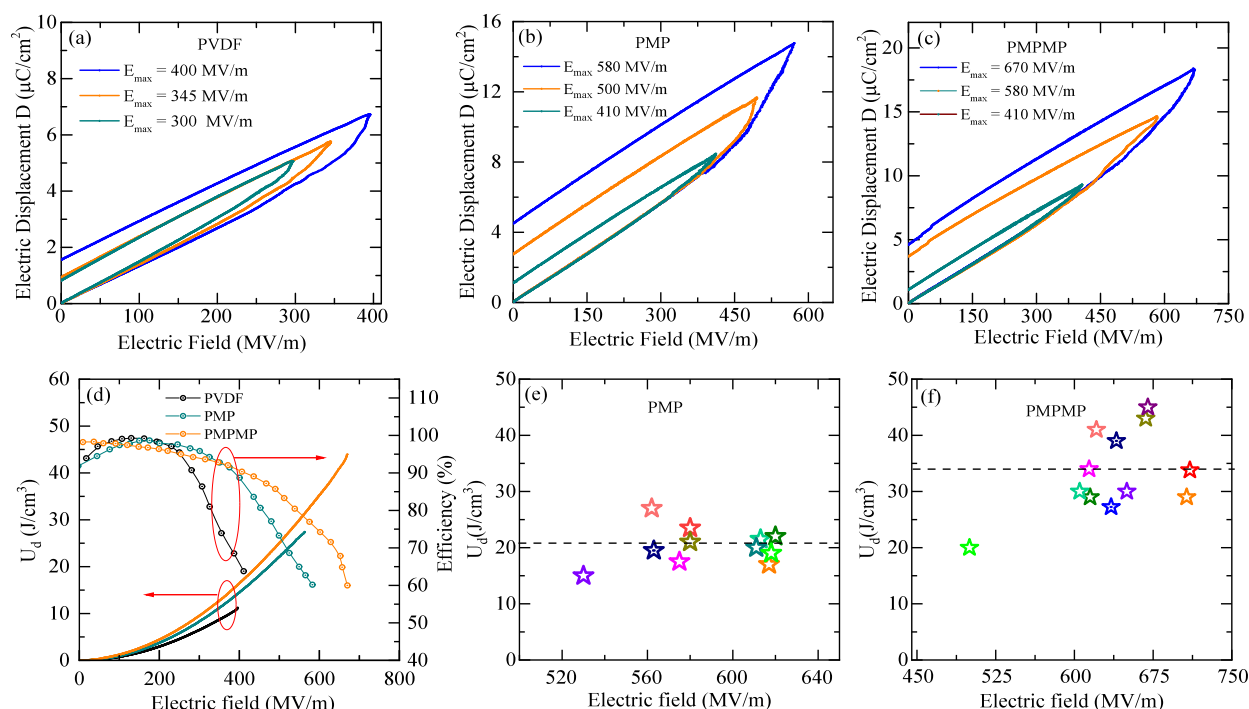 (a) PVDF
E_max = 400 MV/m
E_max = 345 MV/m
E_max = 300 MV/m
Electric Displacement D (μC/cm²)
10
8
6
4
2
0
0 100 200 300 400
Electric Field (MV/m)
(b) PMP
E_max 580 MV/m
E_max 500 MV/m
E_max 410 MV/m
Electric Displacement D (μC/cm²)
16
12
8
4
0
0 150 300 450 600
Electric Field (MV/m)
(c) PMPMP
E_max = 670 MV/m
E_max = 580 MV/m
E_max = 410 MV/m
Electric Displacement D (μC/cm²)
20
15
10
5
0
0 150 300 450 600 750
Electric Field (MV/m)
(d)
PVDF
PMP
PMPMP
U_d (J/cm³)
60
50
40
30
20
10
0
Efficiency (%)
110
100
90
80
70
60
50
40
0 200 400 600 800
Electric field (MV/m)
(e) PMP
U_d(J/cm³)
50
40
30
20
10
0
520 560 600 640
Electric field (MV/m)
(f) PMPMP
U_d(J/cm³)
50
40
30
20
10
0
450 525 600 675 750
Electric field (MV/m)